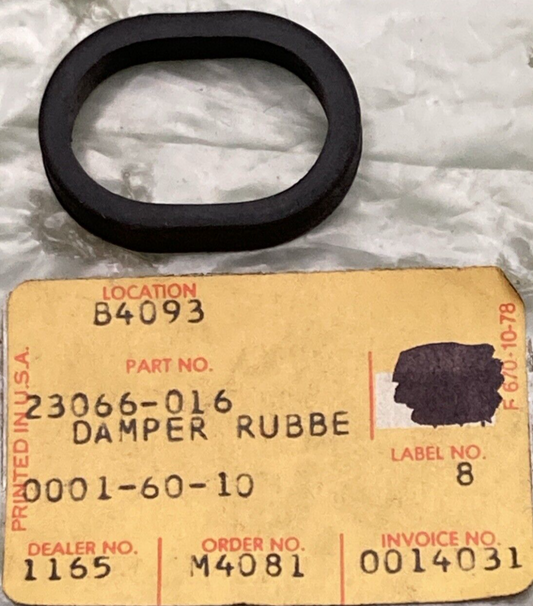 LOCATION
B4093
PART NO.
23066-016
DAMPER RUBBE
0001-60-10
LABEL NO.
8
DEALER NO.
1165
ORDER NO.
M4081
INVOICE NO.
0014031
PRINTED IN U.S.A.
F 670-10-78